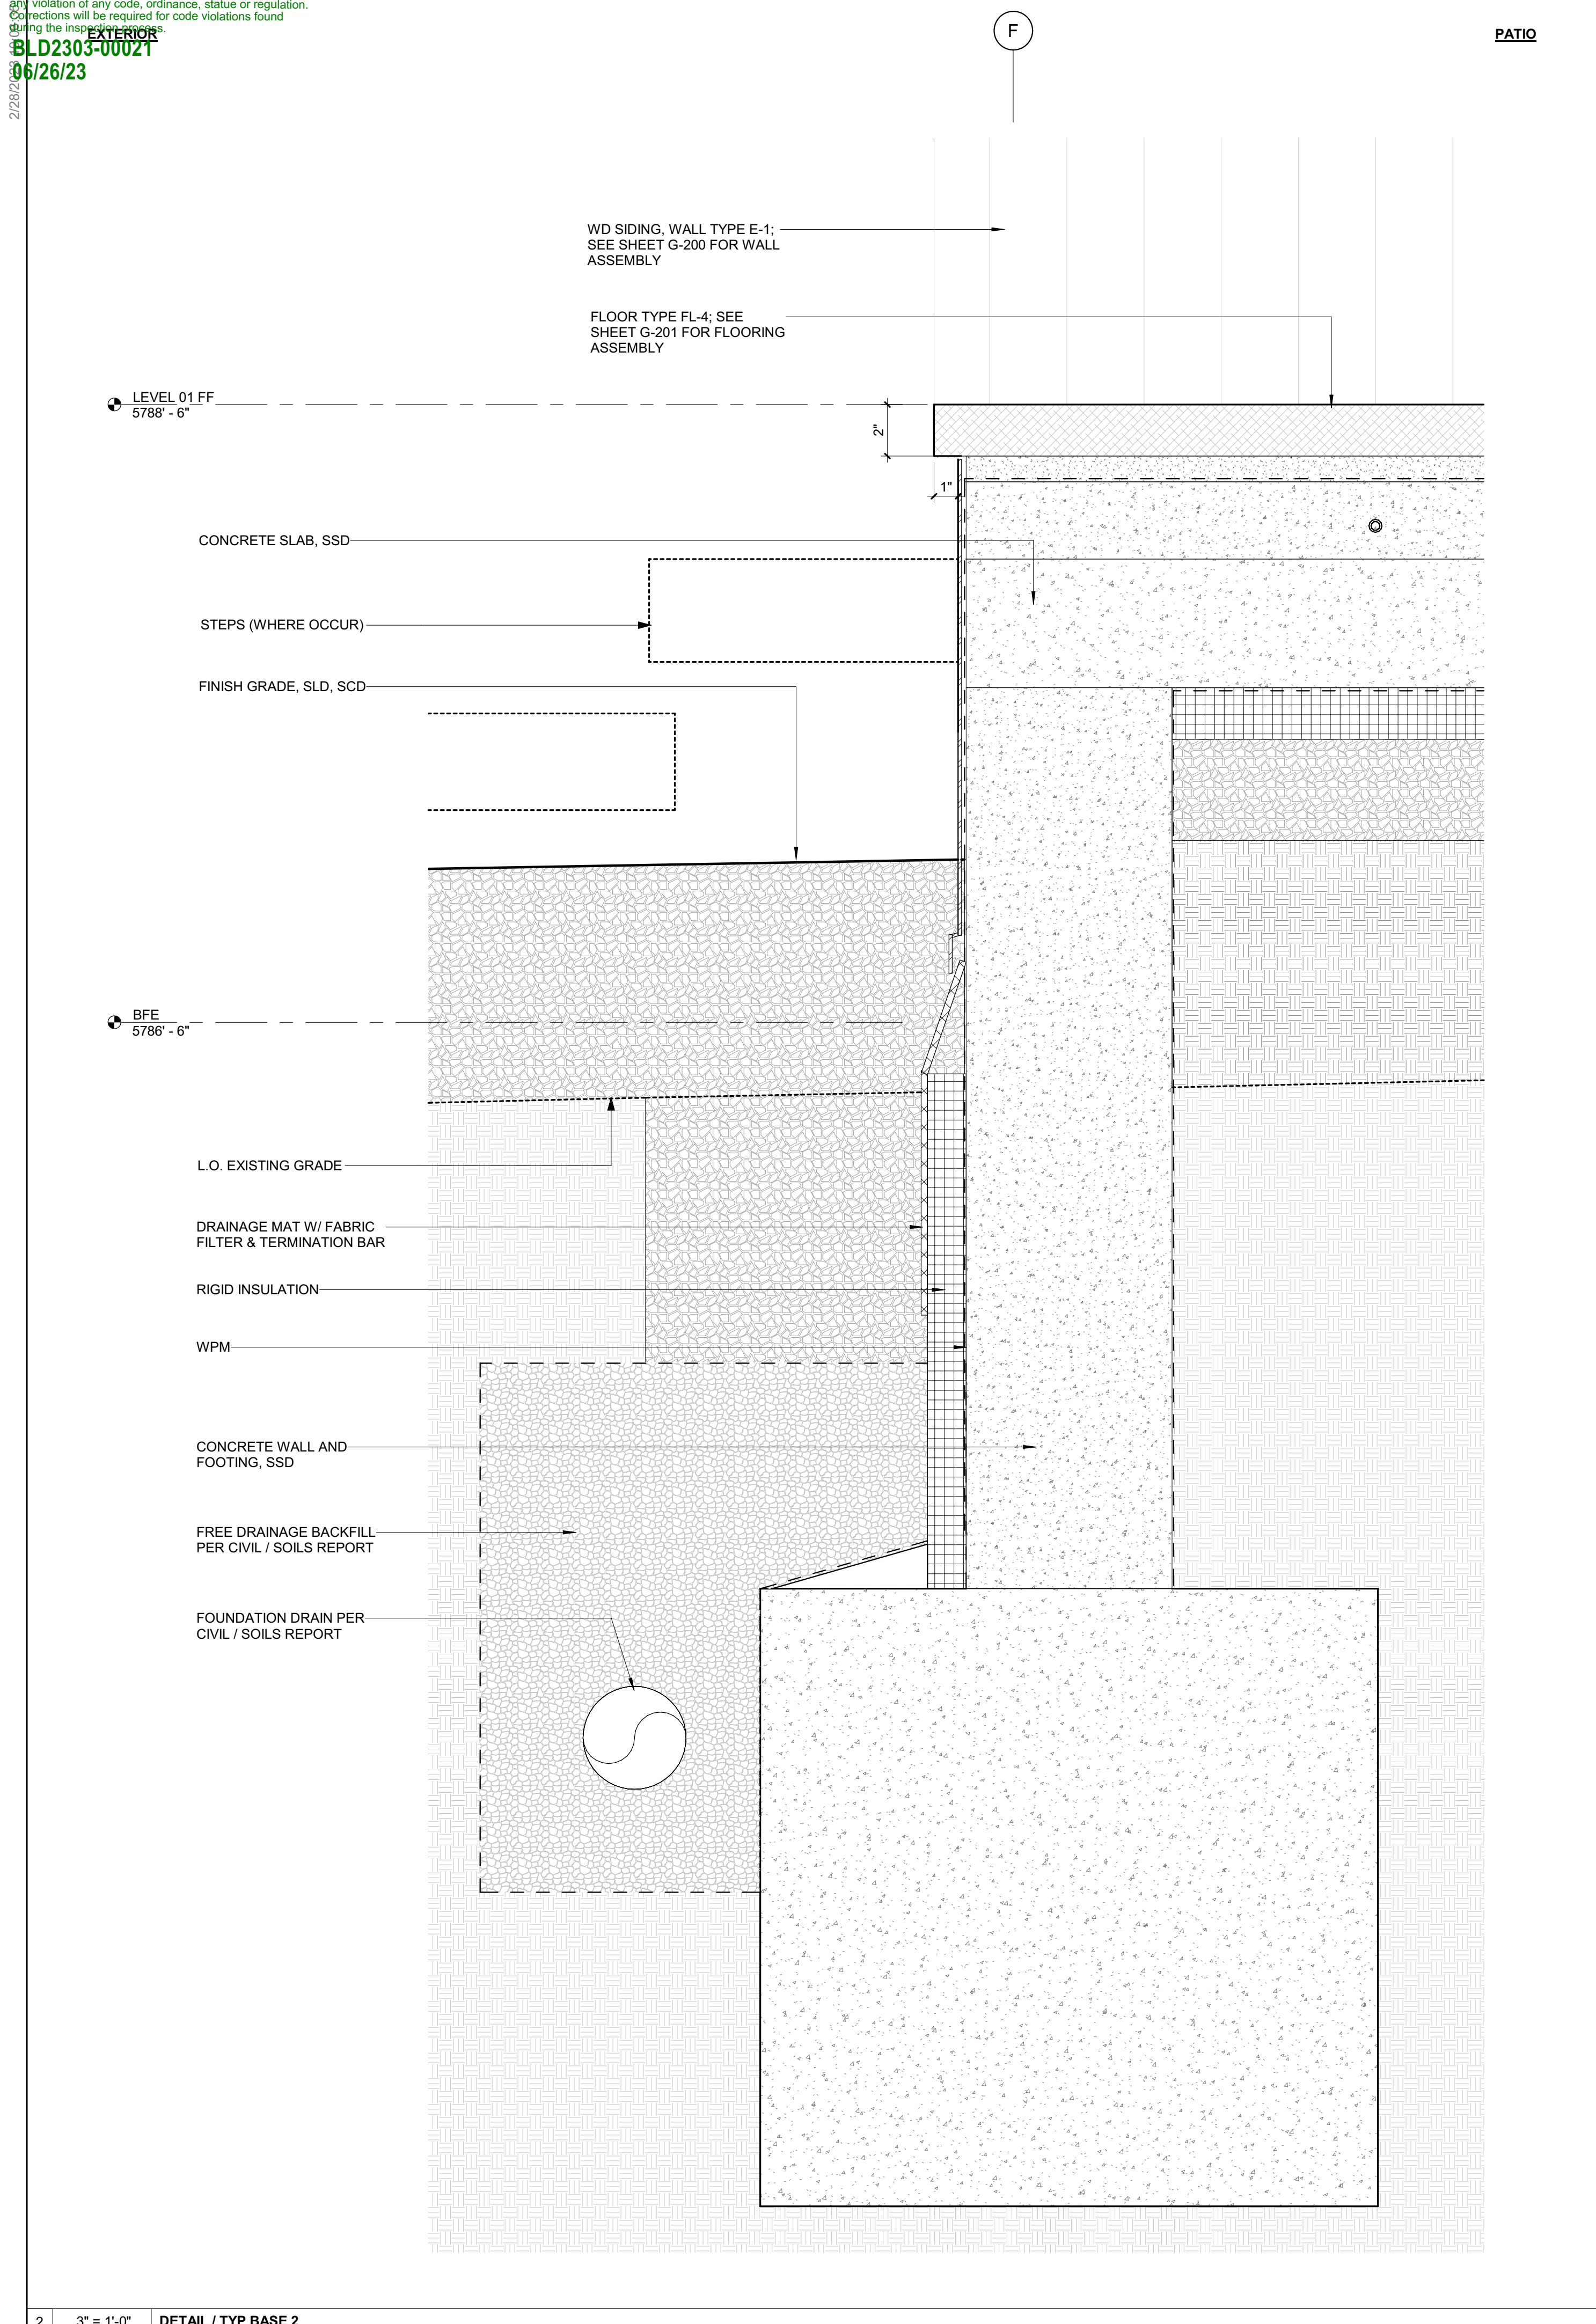 any violation of any code, ordinance, statue or regulation.
Corrections will be required for code violations found
during the inspection process.
BLD2303-00021
06/26/23
EXTERIOR
F
PATIO
WD SIDING, WALL TYPE E-1;
SEE SHEET G-200 FOR WALL
ASSEMBLY
FLOOR TYPE FL-4; SEE
SHEET G-201 FOR FLOORING
ASSEMBLY
LEVEL 01 FF
5788' - 6"
2"
1"
CONCRETE SLAB, SSD
STEPS (WHERE OCCUR)
FINISH GRADE, SLD, SCD
BFE
5786' - 6"
L.O. EXISTING GRADE
DRAINAGE MAT W/ FABRIC
FILTER & TERMINATION BAR
RIGID INSULATION
WPM
CONCRETE WALL AND
FOOTING, SSD
FREE DRAINAGE BACKFILL
PER CIVIL / SOILS REPORT
FOUNDATION DRAIN PER
CIVIL / SOILS REPORT
2
3" = 1'-0"
DETAIL / TYP BASE 2